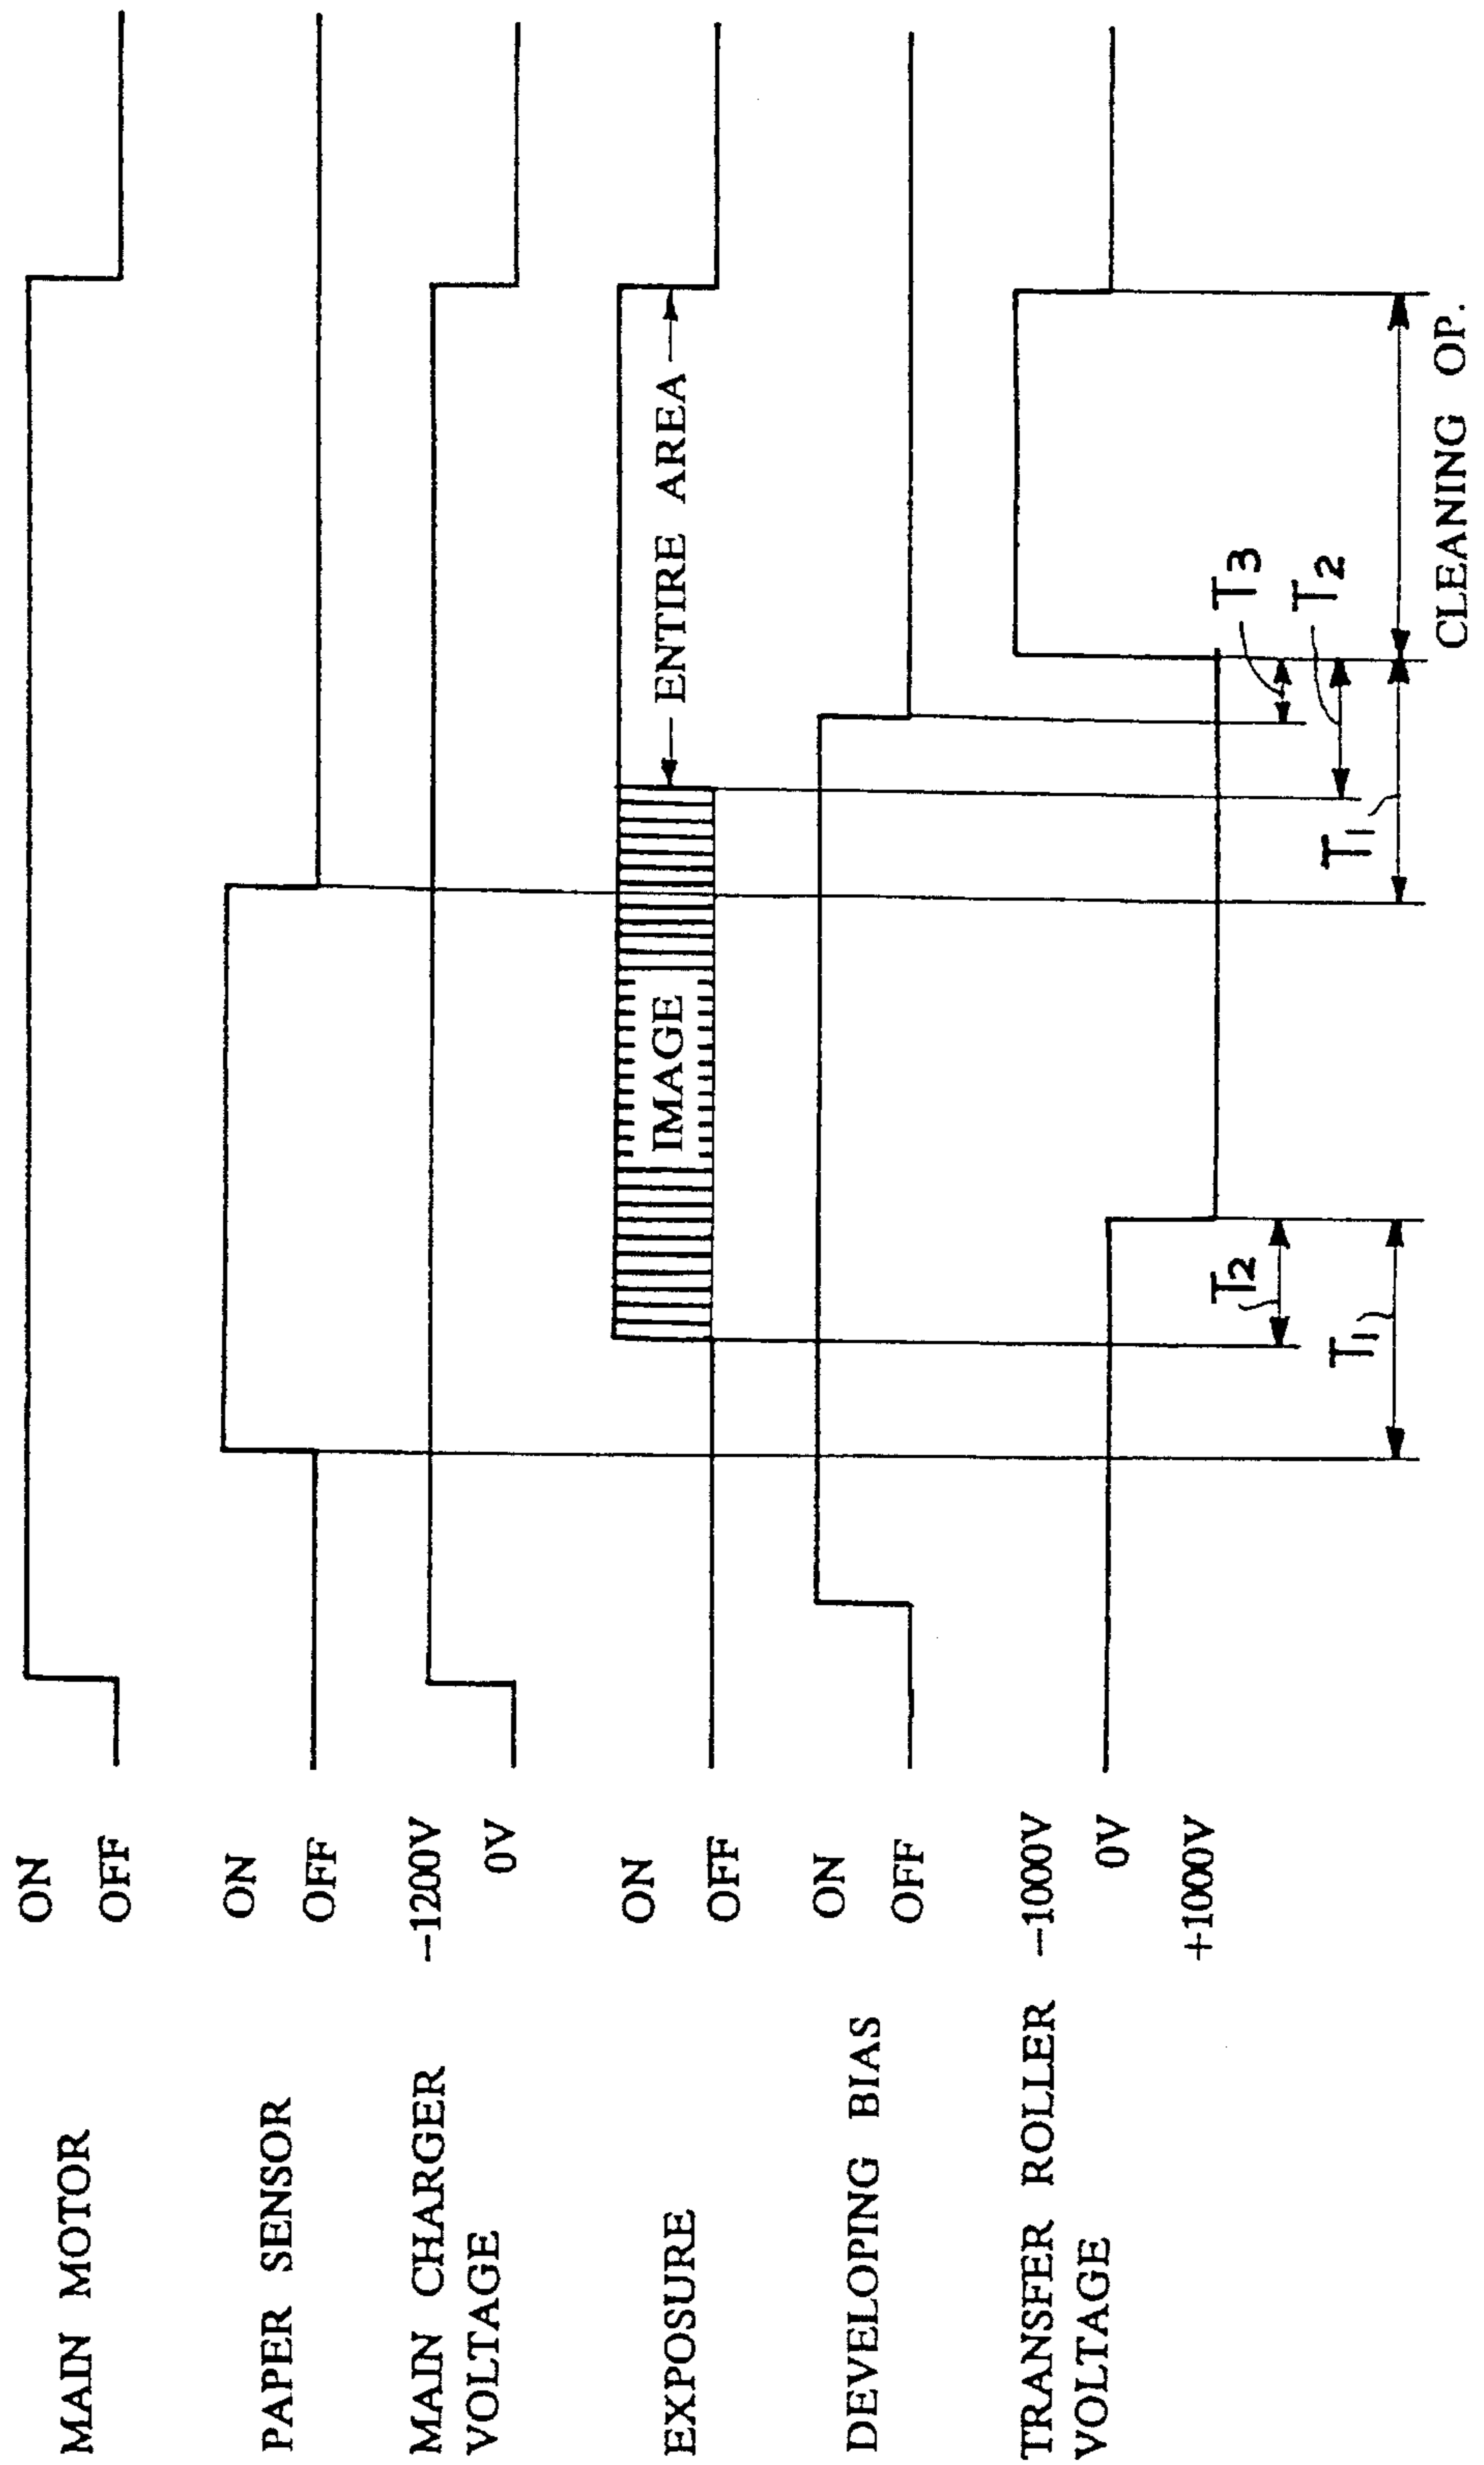 MAIN MOTOR
ON
OFF
PAPER SENSOR
ON
OFF
MAIN CHARGER
VOLTAGE
--1200V
0V
EXPOSURE
ON
OFF
IMAGE
ENTIRE AREA
DEVELOPING BIAS
ON
OFF
TRANSFER ROLLER
VOLTAGE
--1000V
0V
+1000V
T2
T1
T3
T2
T1
CLEANING OP.